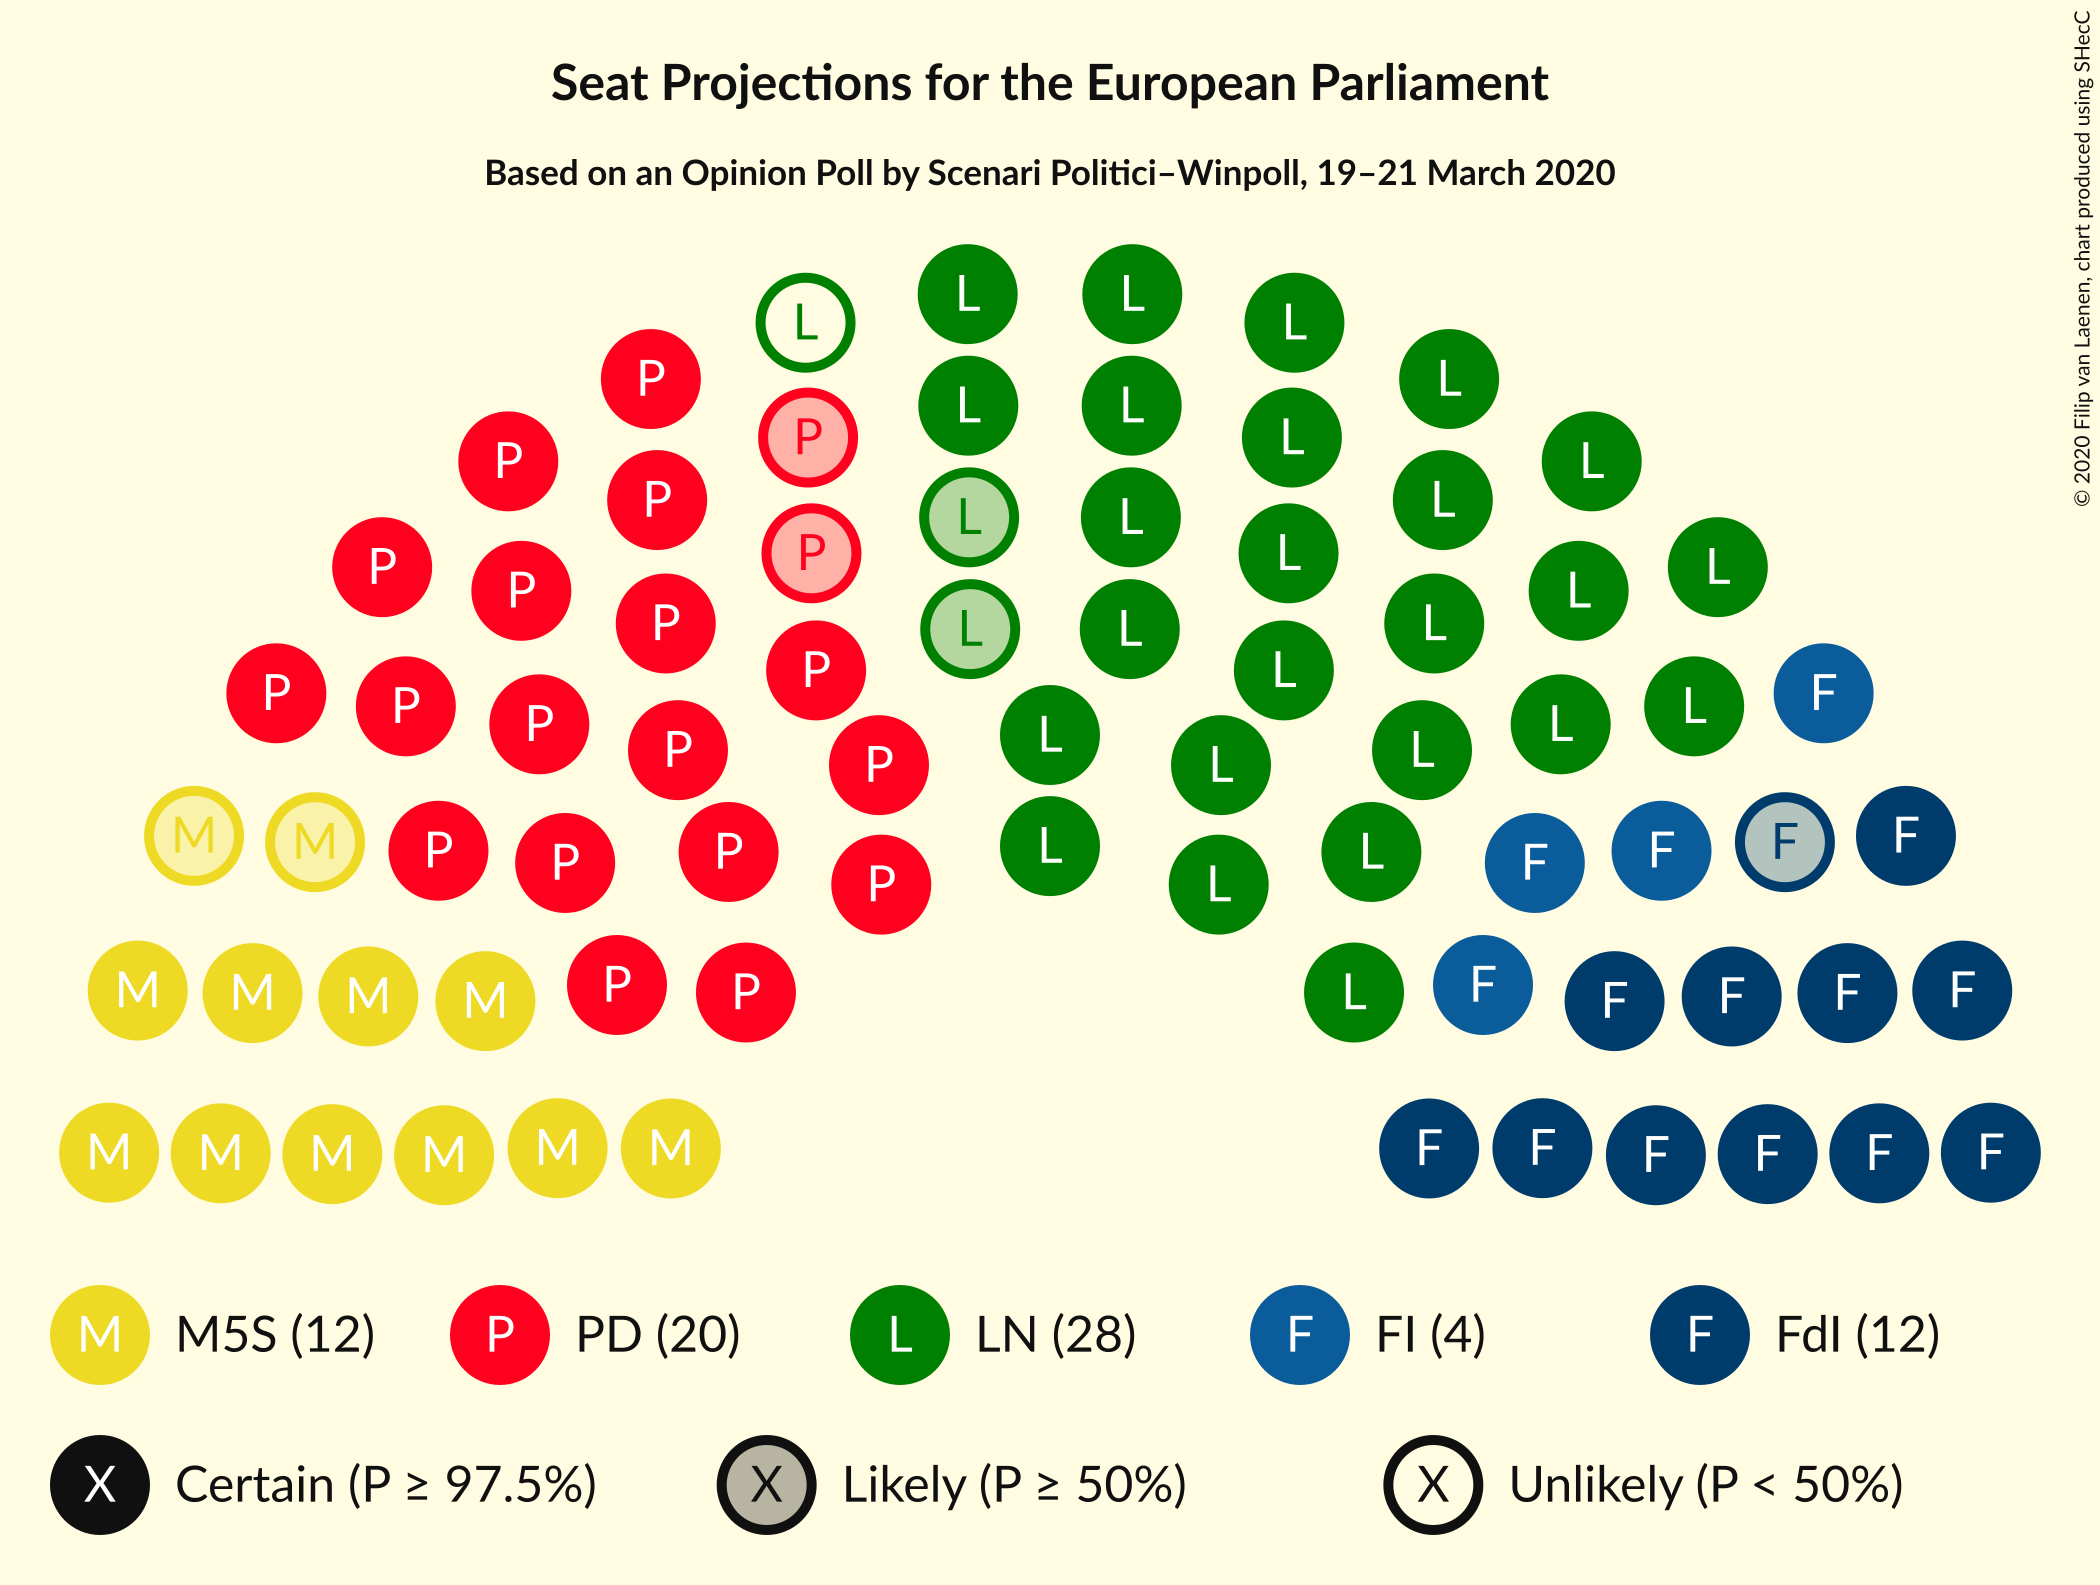 Seat Projections for the European Parliament
Based on an Opinion Poll by Scenari Politici–Winpoll, 19–21 March 2020
© 2020 Filip van Laenen, chart produced using SHecC
L L
L L
P L
L L
P L
P L
L L
P P L L
P L
P L
P P L L
L L
P L
P L
P L
P P L F
P L
L
P L
P P L L
M M P P P L F F F F
L
P L
M M M M P P L F F F F F
M M M M M M F F F F F F
M M5S (12) P PD (20) L LN (28) F FI (4) F FdI (12)
X Certain (P ≥ 97.5%) X Likely (P ≥ 50%) X Unlikely (P < 50%)